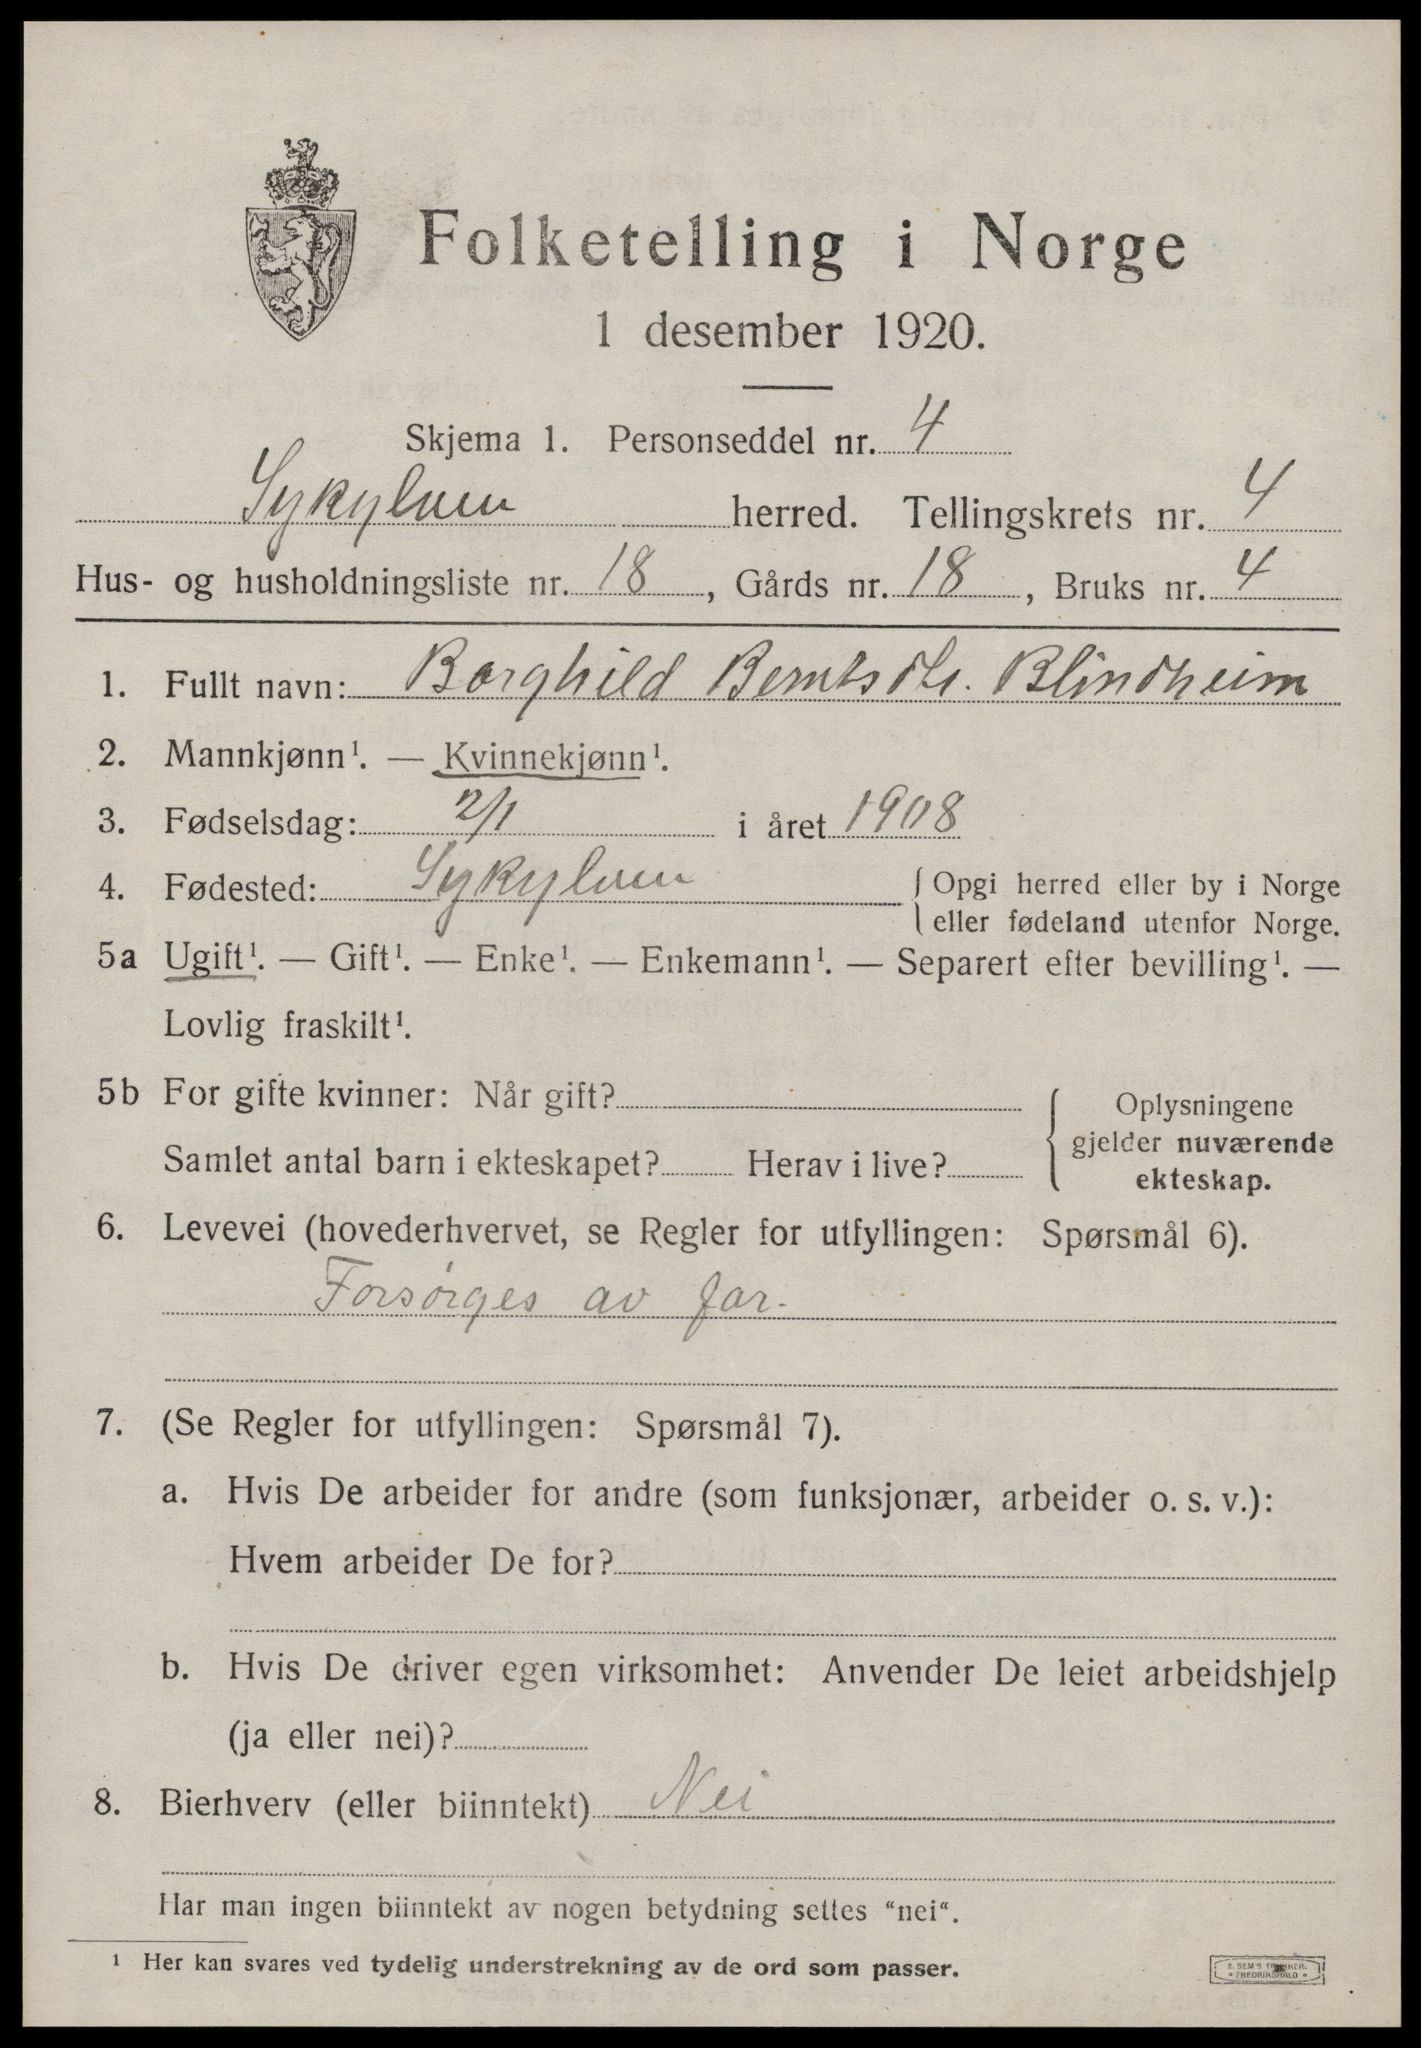 Folketelling i Norge
1 desember 1920.
Skjema 1. Personseddel nr. 4
Sykylven herred. Tellingskrets nr. 4
Hus- og husholdningsliste nr. 18, Gårds nr. 18, Bruks nr. 4
1. Fullt navn: Borghild Berntsdtr. Blindheim
2. Mannkjønn¹. — Kvinnekjønn¹.
3. Fødselsdag: 2/1 i året 1908
4. Fødested: Sykylven { Opgi herred eller by i Norge
eller fødeland utenfor Norge.
5a Ugift¹. — Gift¹. — Enke¹. — Enkemann¹. — Separert efter bevilling¹. —
Lovlig fraskilt¹.
5b For gifte kvinner: Når gift?
Samlet antal barn i ekteskapet? Herav i live?
{ Oplysningene
gjelder nuværende
ekteskap.
6. Levevei (hovederhvervet, se Regler for utfyllingen: Spørsmål 6).
Forsørges av far.
7. (Se Regler for utfyllingen: Spørsmål 7).
a. Hvis De arbeider for andre (som funksjonær, arbeider o. s. v.):
Hvem arbeider De for?
b. Hvis De driver egen virksomhet: Anvender De leiet arbeidshjelp
(ja eller nei)?
8. Bierhverv (eller biinntekt) Nei
Har man ingen biinntekt av nogen betydning settes “nei“.
¹ Her kan svares ved tydelig understrekning av de ord som passer.
E. SEM'S TRYKKERI.
FREDRIKSHALD